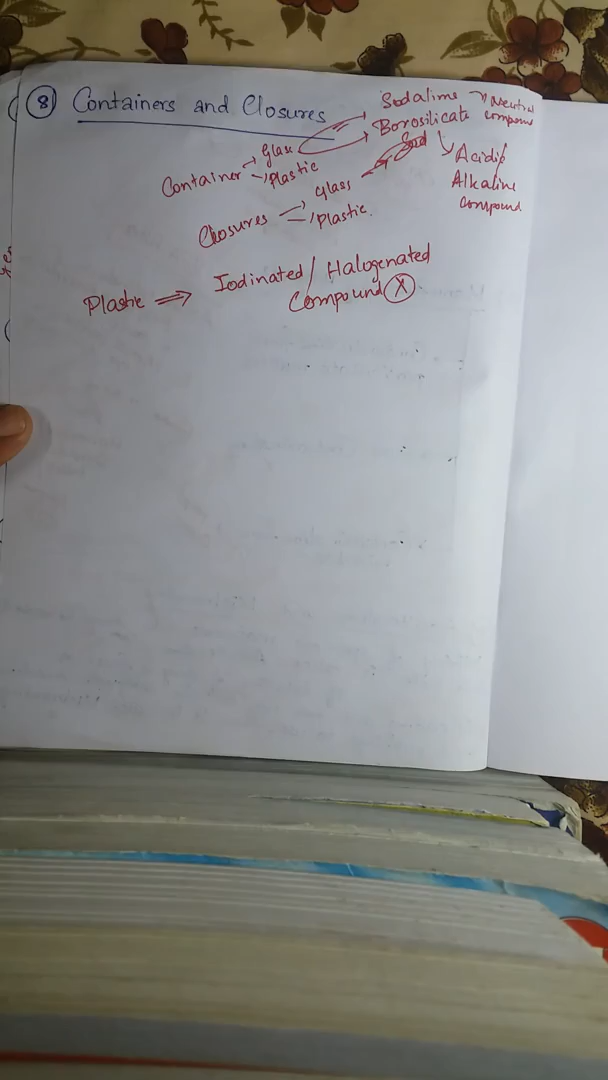 8 Containers and Closures
Sodalime → Neutral
Borosilicate compound
Container → Glass
→ Plastic
Acidic/
Alkaline
compound
Closures → Glass
→ Plastic.
Plastic ⇒ Iodinated/Halogenated
Compound X